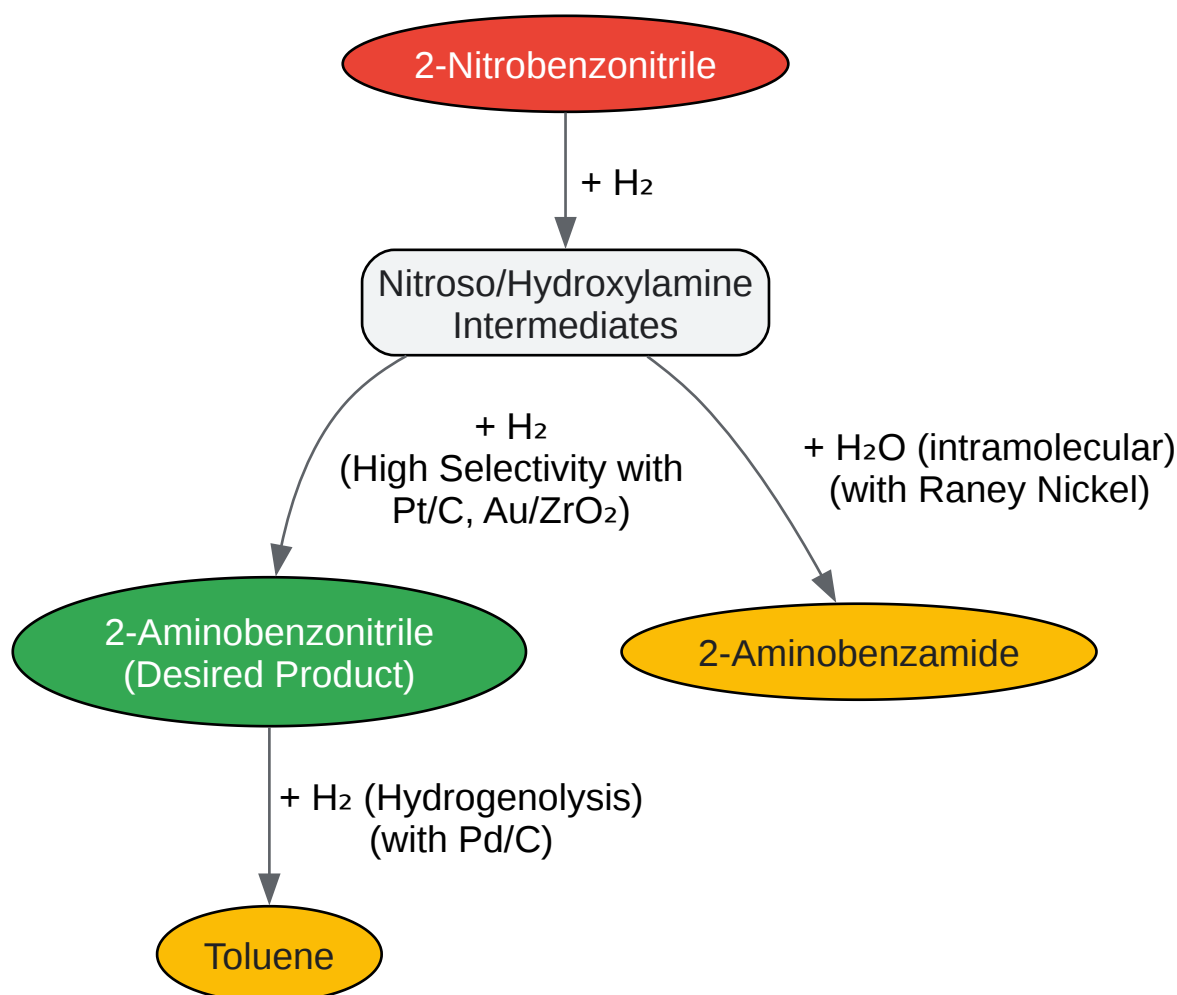 2-Nitrobenzonitrile
+ H₂
Nitroso/Hydroxylamine
Intermediates
+ H₂
(High Selectivity with
Pt/C, Au/ZrO₂)
+ H₂O (intramolecular)
(with Raney Nickel)
2-Aminobenzonitrile
(Desired Product)
2-Aminobenzamide
+ H₂ (Hydrogenolysis)
(with Pd/C)
Toluene